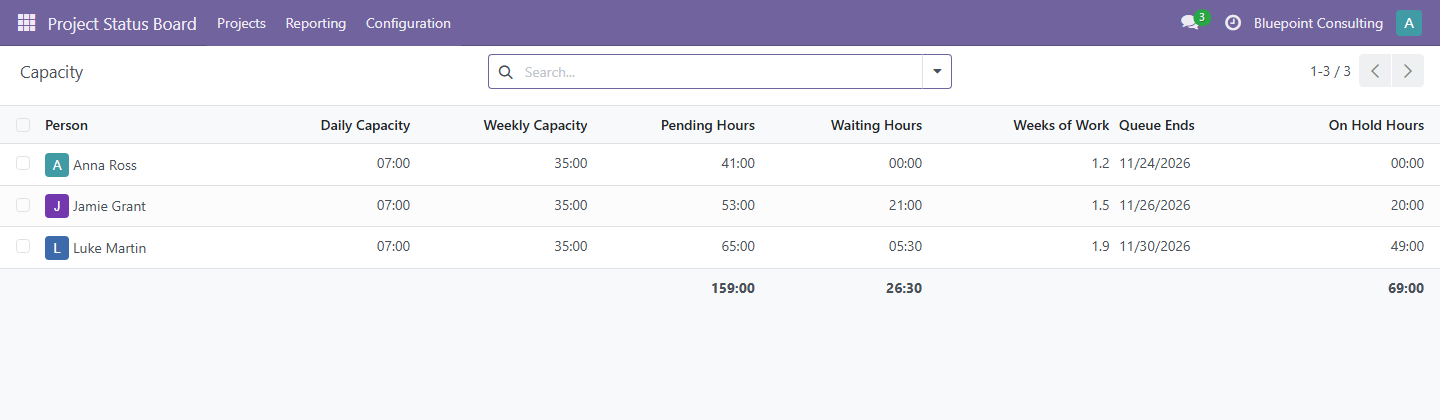 Project Status Board Projects Reporting Configuration 3 Bluepoint Consulting A
Capacity Search... 1-3 / 3
Person Daily Capacity Weekly Capacity Pending Hours Waiting Hours Weeks of Work Queue Ends On Hold Hours
A Anna Ross 07:00 35:00 41:00 00:00 1.2 11/24/2026 00:00
J Jamie Grant 07:00 35:00 53:00 21:00 1.5 11/26/2026 20:00
L Luke Martin 07:00 35:00 65:00 05:30 1.9 11/30/2026 49:00
159:00 26:30 69:00